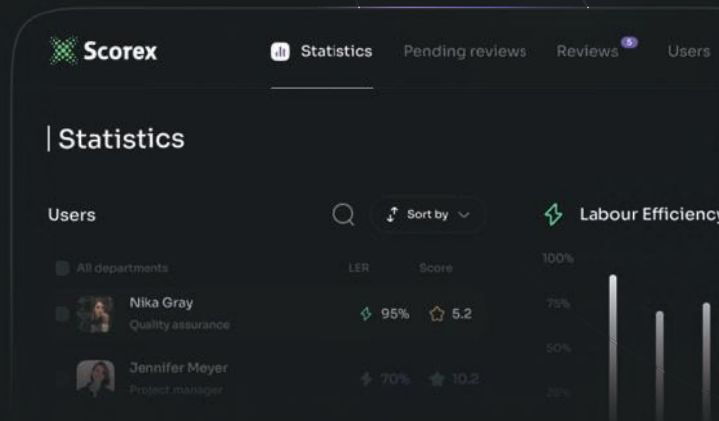 Scorex
Statistics
Pending reviews
Reviews 5
Users
Statistics
Users
Sort by
Labour Efficiency
All departments
LER
Score
100%
Nika Gray
Quality assurance
95%
5.2
75%
50%
Jennifer Meyer
Project manager
70%
10.2
25%